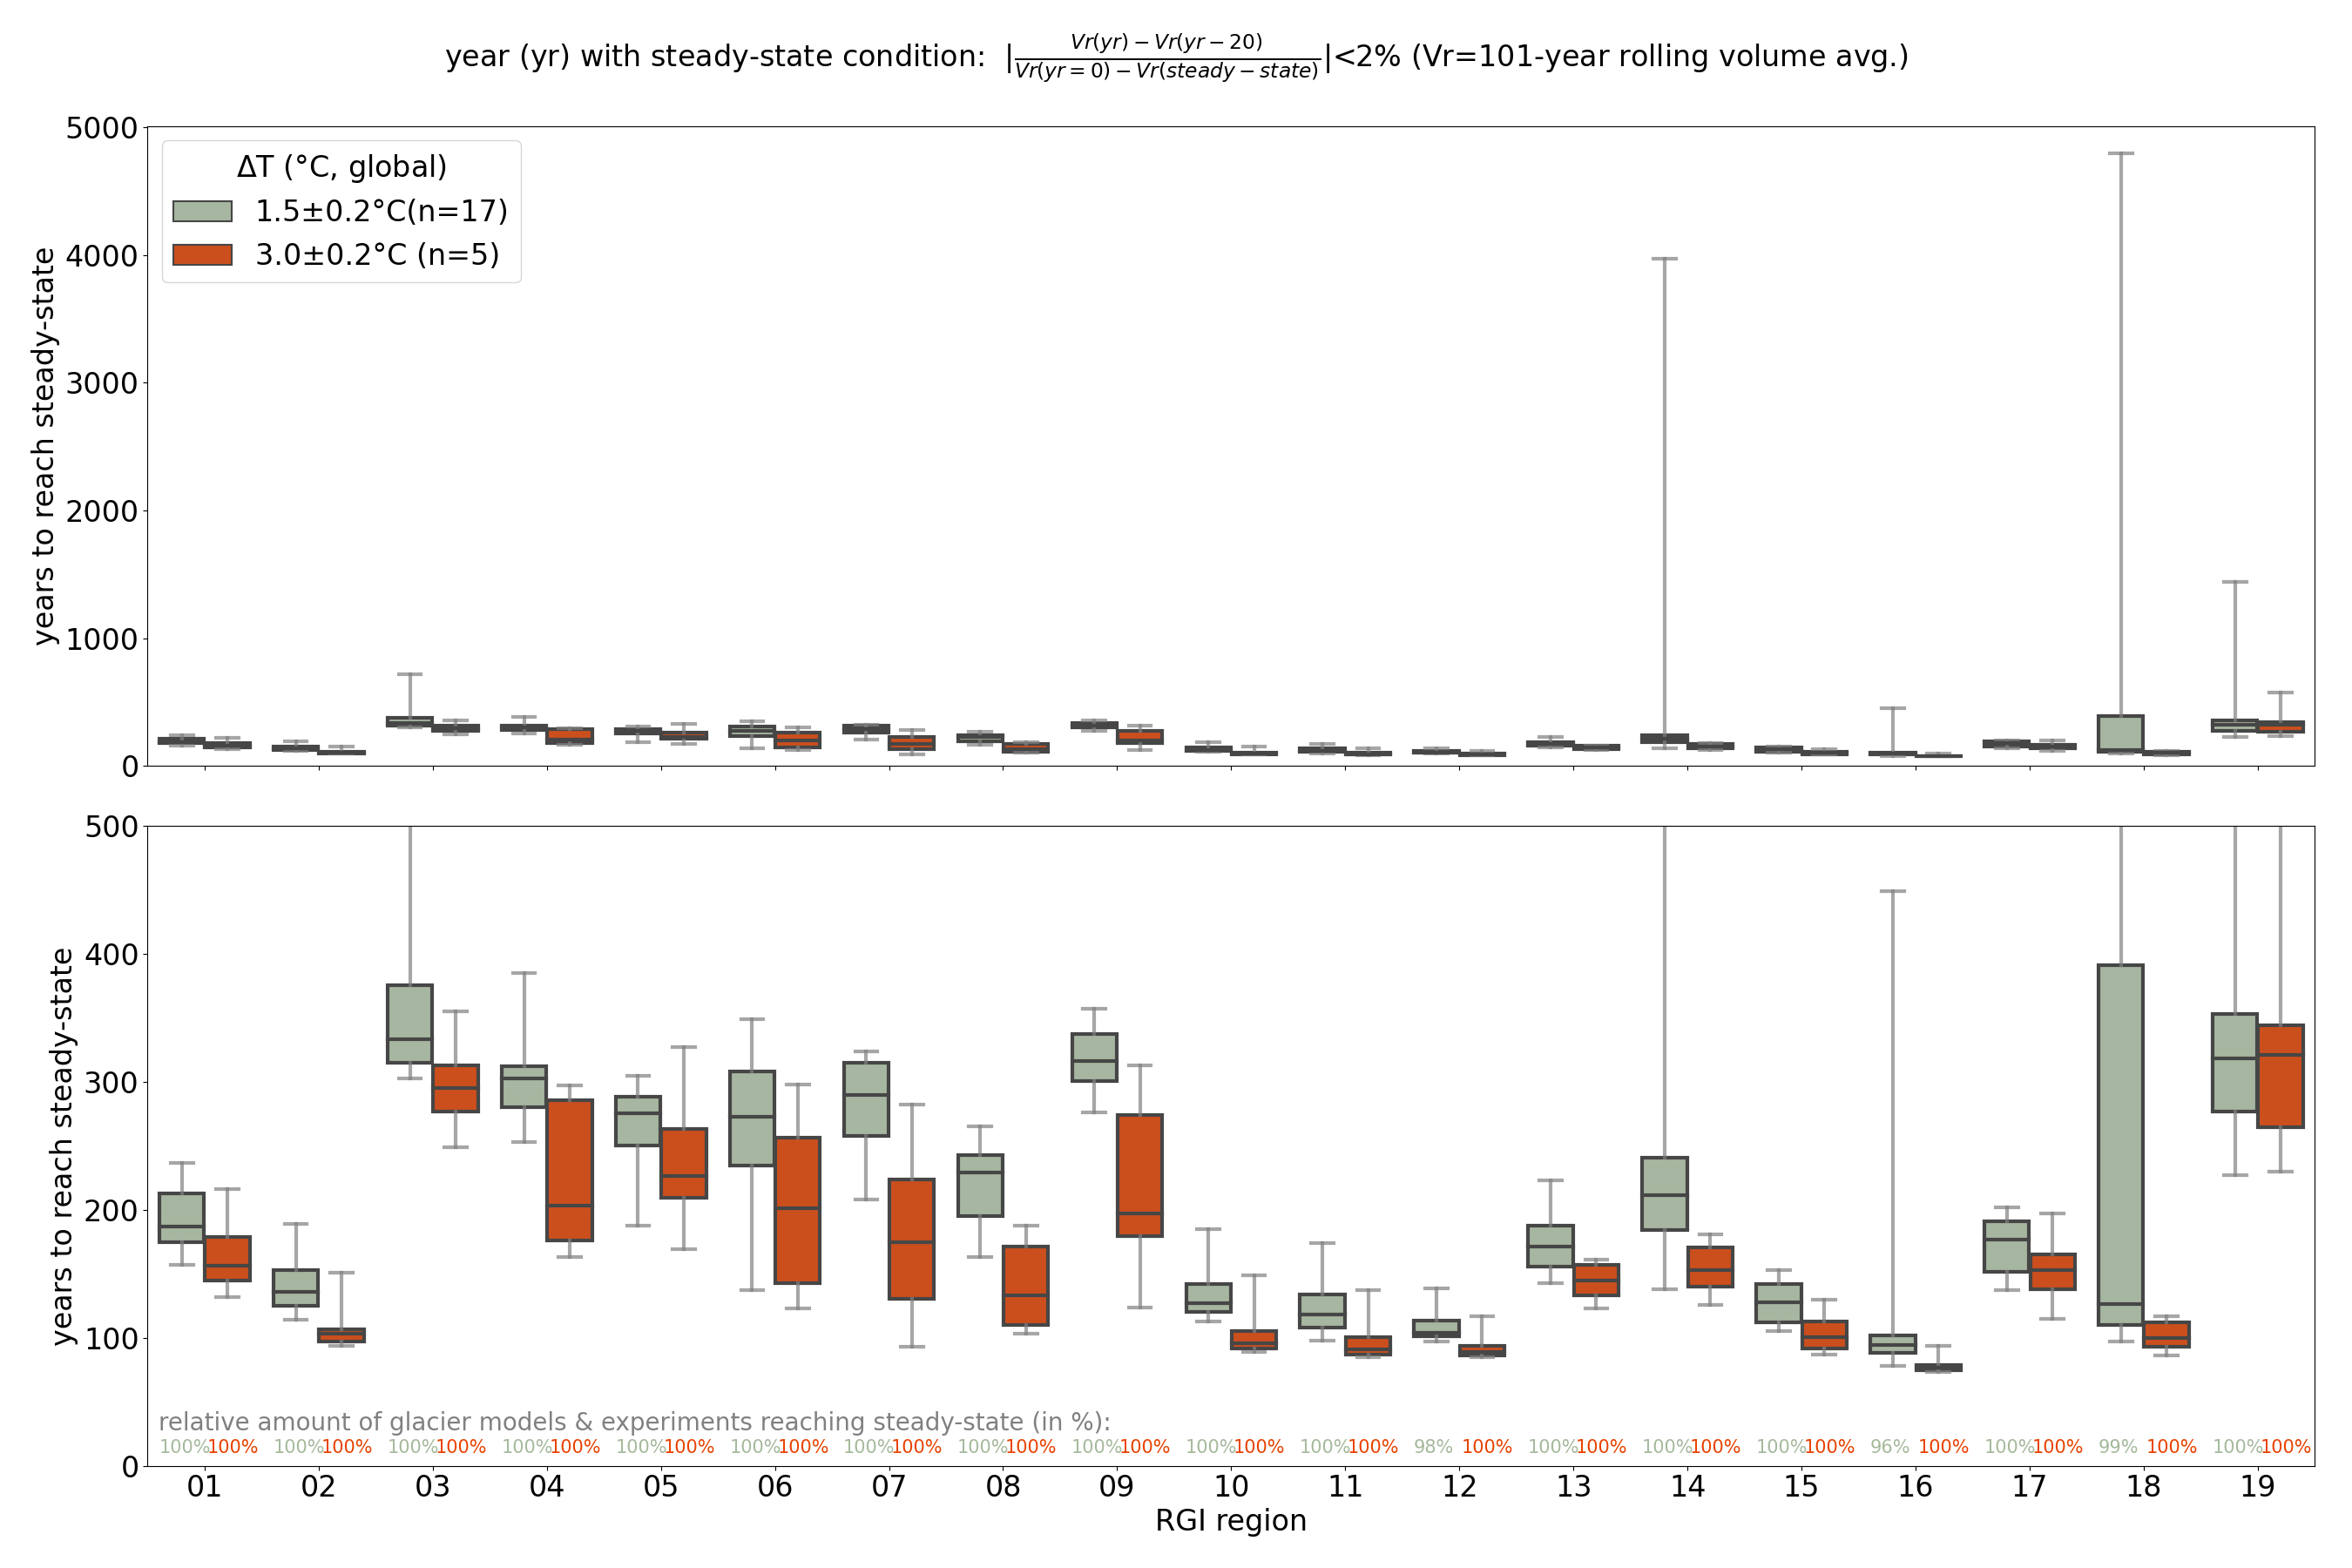 year (yr) with steady-state condition: |\frac{Vr(yr) − Vr(yr − 20)}{Vr(yr = 0) − Vr(steady − state)}|<2% (Vr=101-year rolling volume avg.)
5000
4000
3000
2000
1000
0
years to reach steady-state
ΔT (°C, global)
1.5±0.2°C(n=17)
3.0±0.2°C (n=5)
500
400
300
200
100
0
years to reach steady-state
relative amount of glacier models & experiments reaching steady-state (in %):
100% 100% 100% 100% 100% 100% 100% 100% 100% 100% 100% 100% 100% 100% 100% 100% 100% 100% 100% 100% 100% 100% 98% 100% 100% 100% 100% 100% 100% 100% 96% 100% 100% 100% 99% 100% 100% 100%
01 02 03 04 05 06 07 08 09 10 11 12 13 14 15 16 17 18 19
RGI region